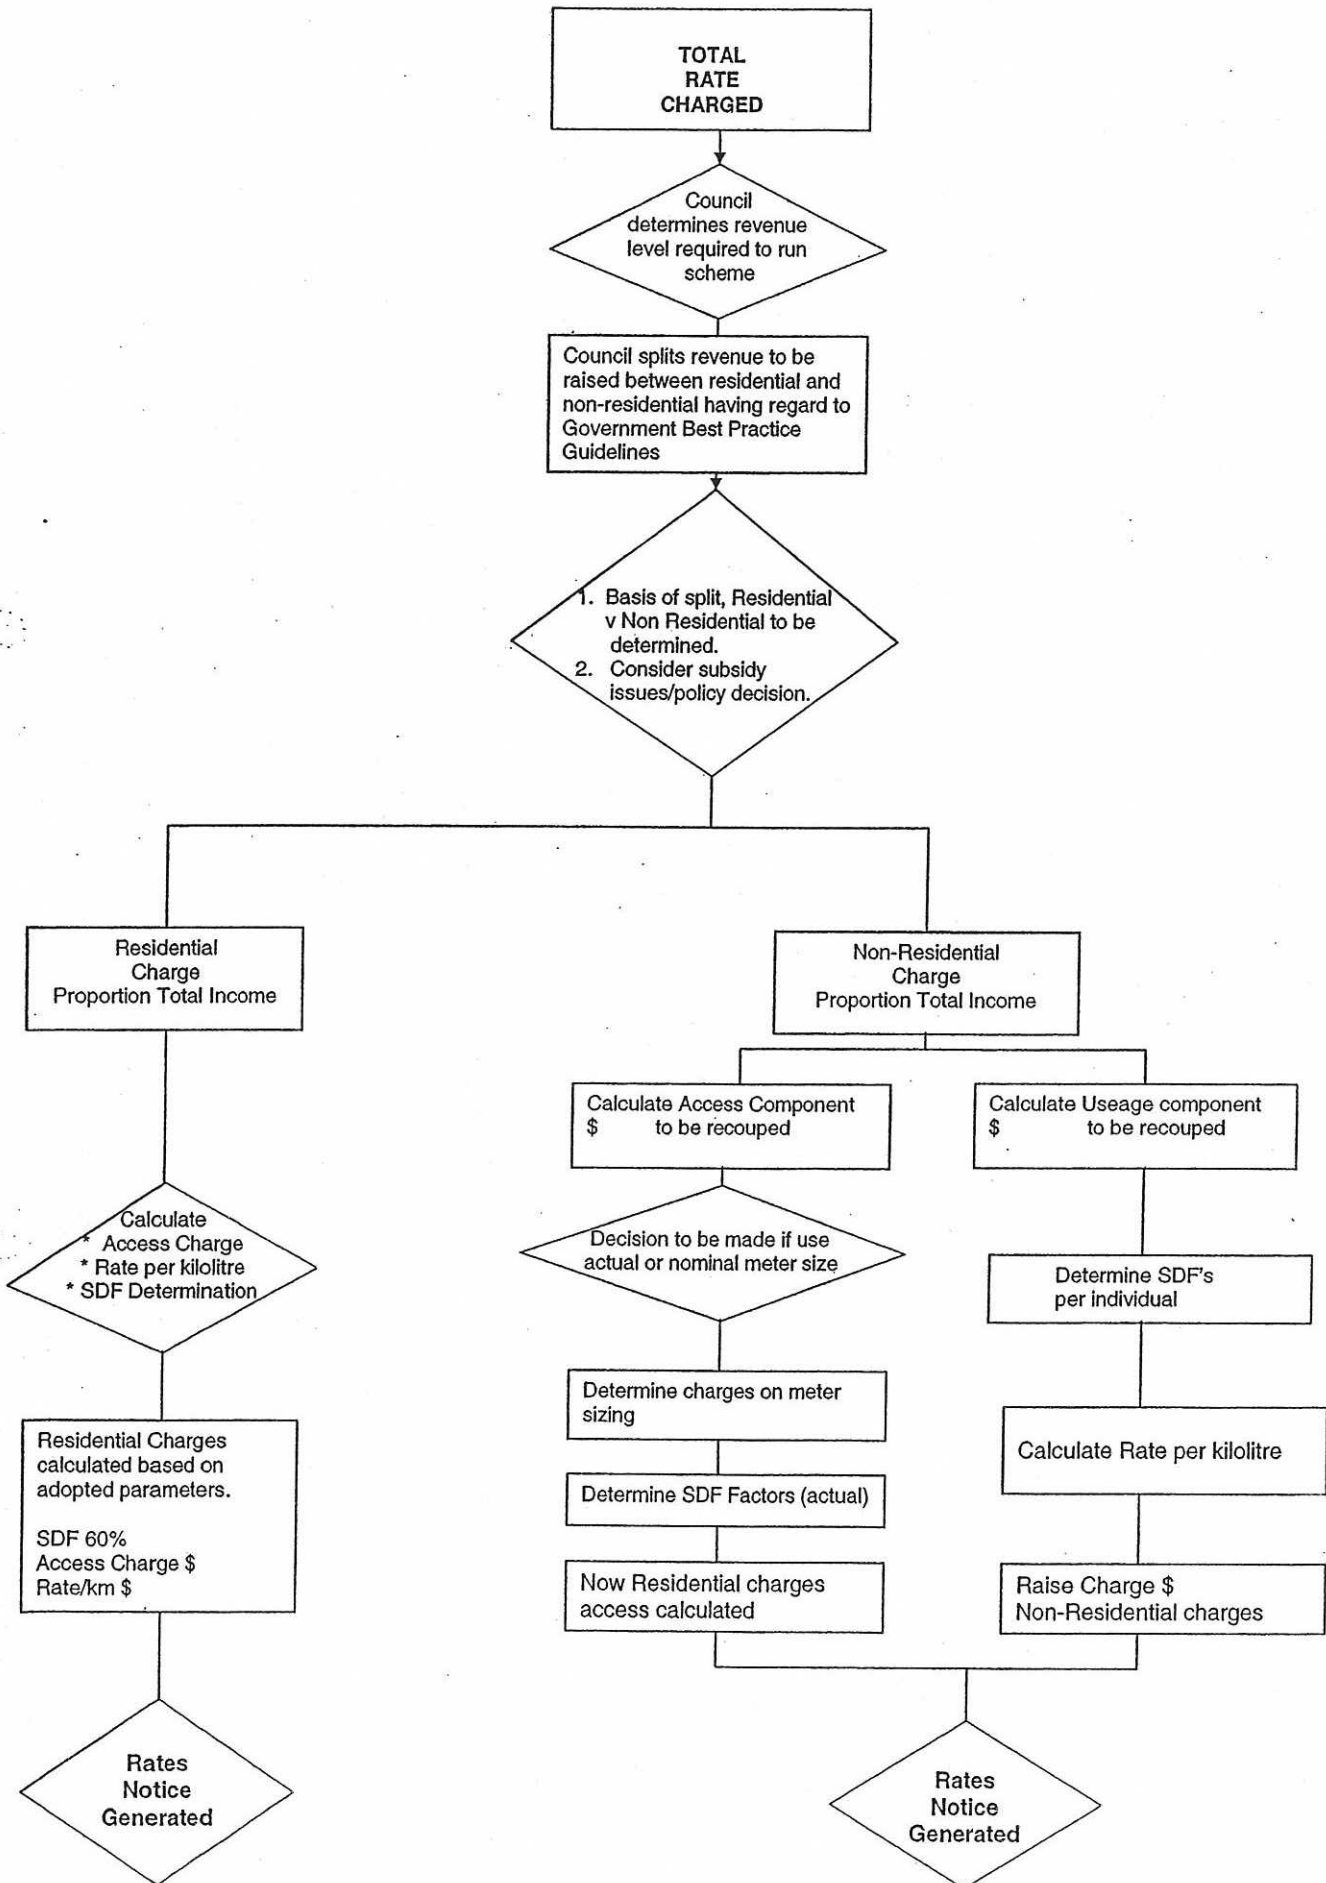 TOTAL
RATE
CHARGED
Council
determines revenue
level required to run
scheme
Council splits revenue to be
raised between residential and
non-residential having regard to
Government Best Practice
Guidelines
1. Basis of split, Residential
v Non Residential to be
determined.
2. Consider subsidy
issues/policy decision.
Residential
Charge
Proportion Total Income
Calculate
* Access Charge
* Rate per kilolitre
* SDF Determination
Residential Charges
calculated based on
adopted parameters.
SDF 60%
Access Charge $
Rate/km $
Rates
Notice
Generated
Non-Residential
Charge
Proportion Total Income
Calculate Access Component
$ to be recouped
Decision to be made if use
actual or nominal meter size
Determine charges on meter
sizing
Determine SDF Factors (actual)
Now Residential charges
access calculated
Calculate Useage component
$ to be recouped
Determine SDF's
per individual
Calculate Rate per kilolitre
Raise Charge $
Non-Residential charges
Rates
Notice
Generated